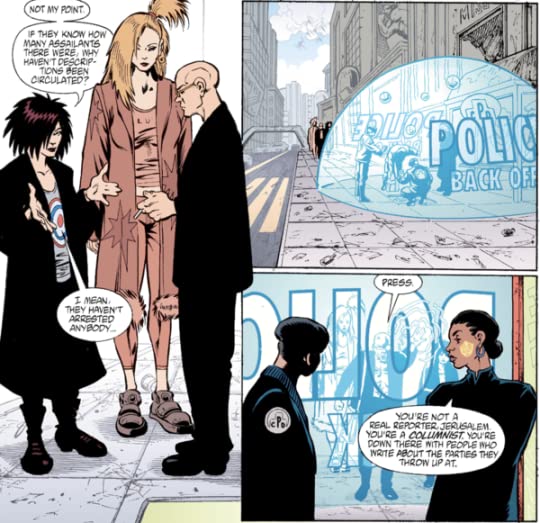 NOT MY POINT.
IF THEY KNOW HOW
MANY ASSAILANTS
THERE WERE, WHY
HAVEN'T DESCRIP-
TIONS BEEN
CIRCULATED?
I MEAN,
THEY HAVEN'T
ARRESTED
ANYBODY...
POLICE
POLICE
BACK OFF
PRESS.
YOU'RE NOT A
REAL REPORTER, JERUSALEM.
YOU'RE A COLUMNIST. YOU'RE
DOWN THERE WITH PEOPLE WHO
WRITE ABOUT THE PARTIES THEY
THROW UP AT.